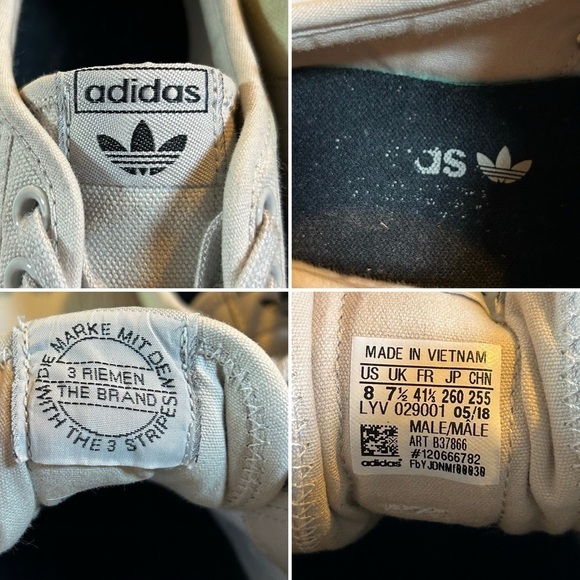 adidas
as
DIE MARKE MIT DEN
3 RIEMEN
THE BRAND
WITH THE 3 STRIPES!
MADE IN VIETNAM
US UK FR JP CHN
8 7½ 41⅓ 260 255
LYV 029001 05/18
MALE/MÂLE
ART B37866
#120666782
adidas